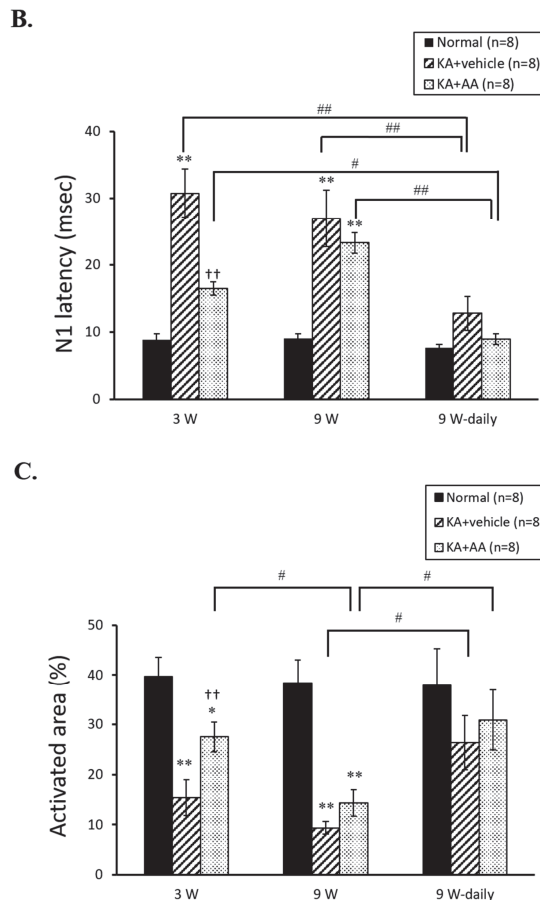 B.
Normal (n=8)
KA+vehicle (n=8)
KA+AA (n=8)
##
##
#
##
**
††
**
**
N1 latency (msec)
40
30
20
10
0
3 W
9 W
9 W-daily
C.
Normal (n=8)
KA+vehicle (n=8)
KA+AA (n=8)
#
#
#
††
*
**
**
**
Activated area (%)
50
40
30
20
10
0
3 W
9 W
9 W-daily